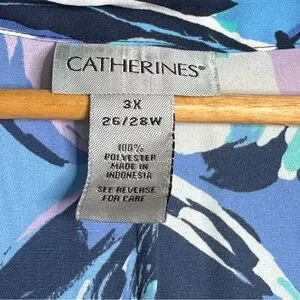 CATHERINES®
3X
26/28W
100%
POLYESTER
MADE IN
INDONESIA
SEE REVERSE
FOR CARE